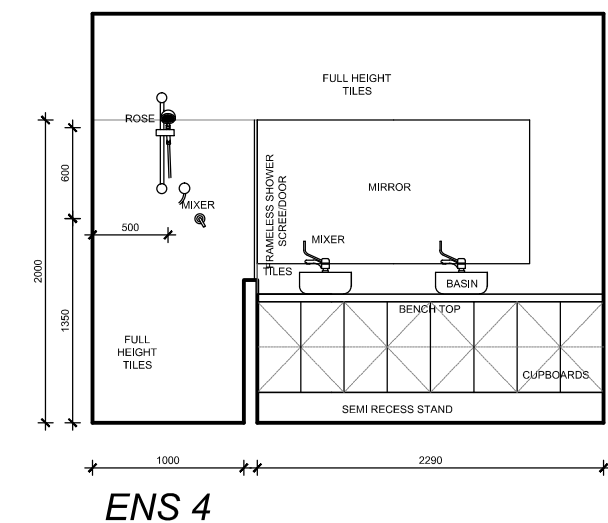 FULL HEIGHT
TILES
ROSE
600
MIRROR
FRAMELESS SHOWER
SCREE/DOOR
MIXER
500
MIXER
2000
TILES
BASIN
BENCH TOP
1350
FULL
HEIGHT
TILES
CUPBOARDS
SEMI RECESS STAND
1000
2290
ENS 4